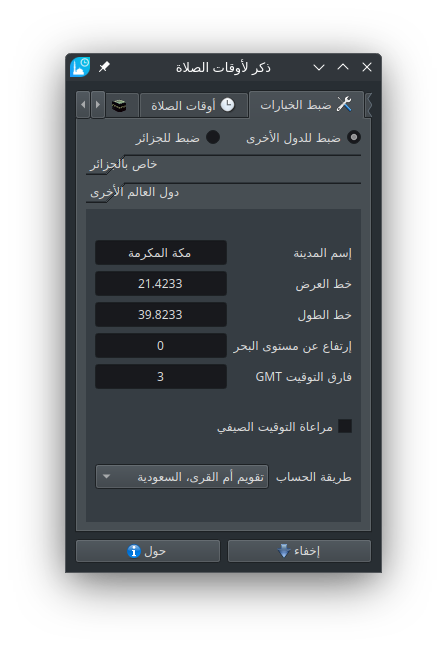 ذكر لأوقات الصلاة
ضبط الخيارات
أوقات الصلاة
ضبط للدول الأخرى
ضبط للجزائر
خاص بالجزائر
دول العالم الأخرى
إسم المدينة
مكة المكرمة
خط العرض
21.4233
خط الطول
39.8233
إرتفاع عن مستوى البحر
0
فارق التوقيت GMT
3
مراعاة التوقيت الصيفي
طريقة الحساب
تقويم أم القرى، السعودية
إخفاء
حول